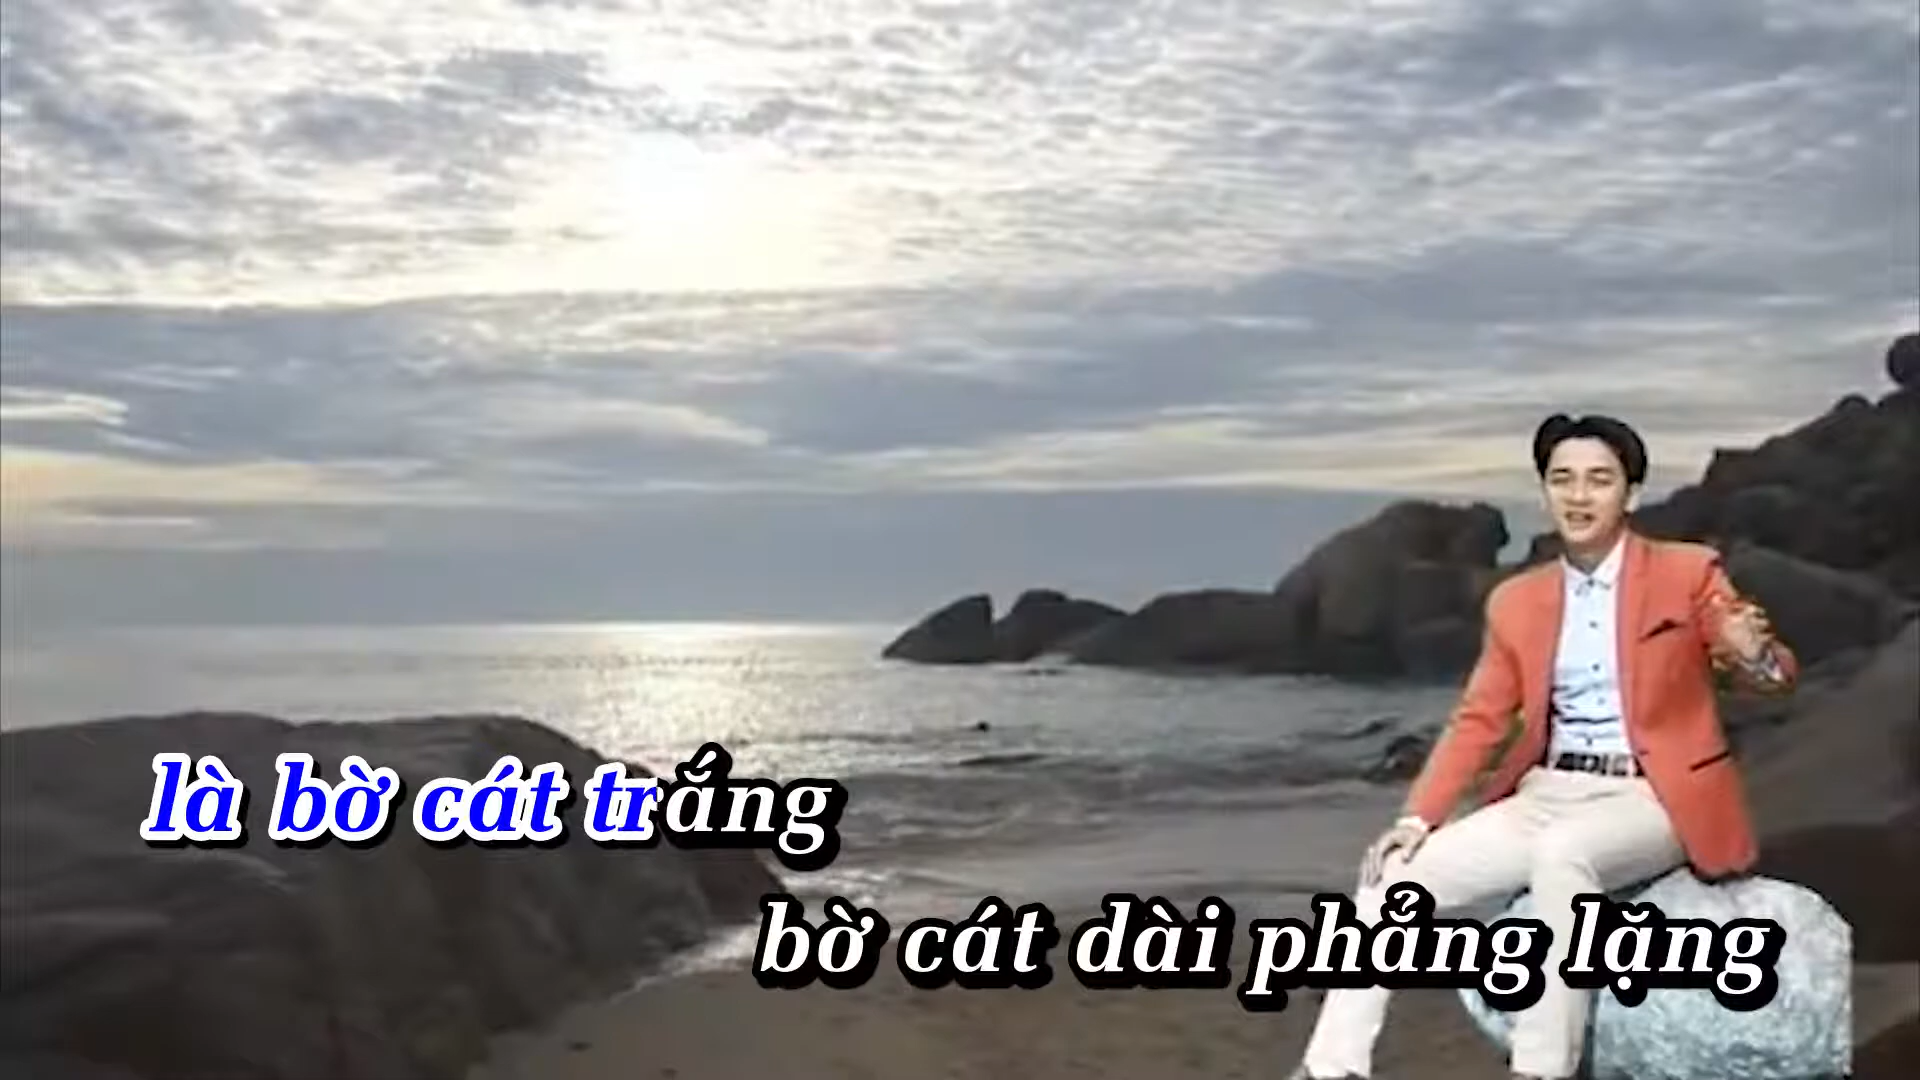 là bờ cát trắng
bờ cát dài phẳng lặng